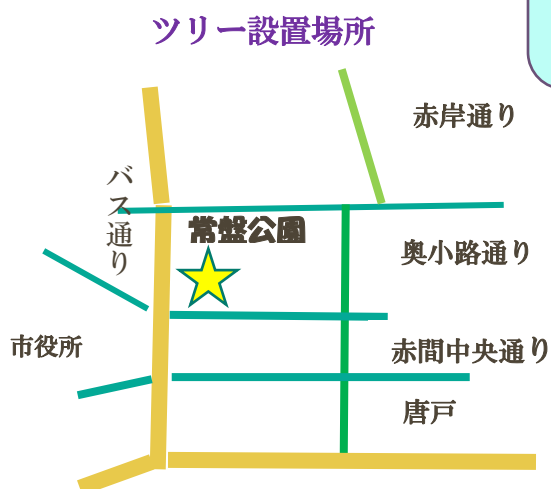 ツリー設置場所
赤岸通り
バス通り
常盤公園
奥小路通り
市役所
赤間中央通り
唐戸